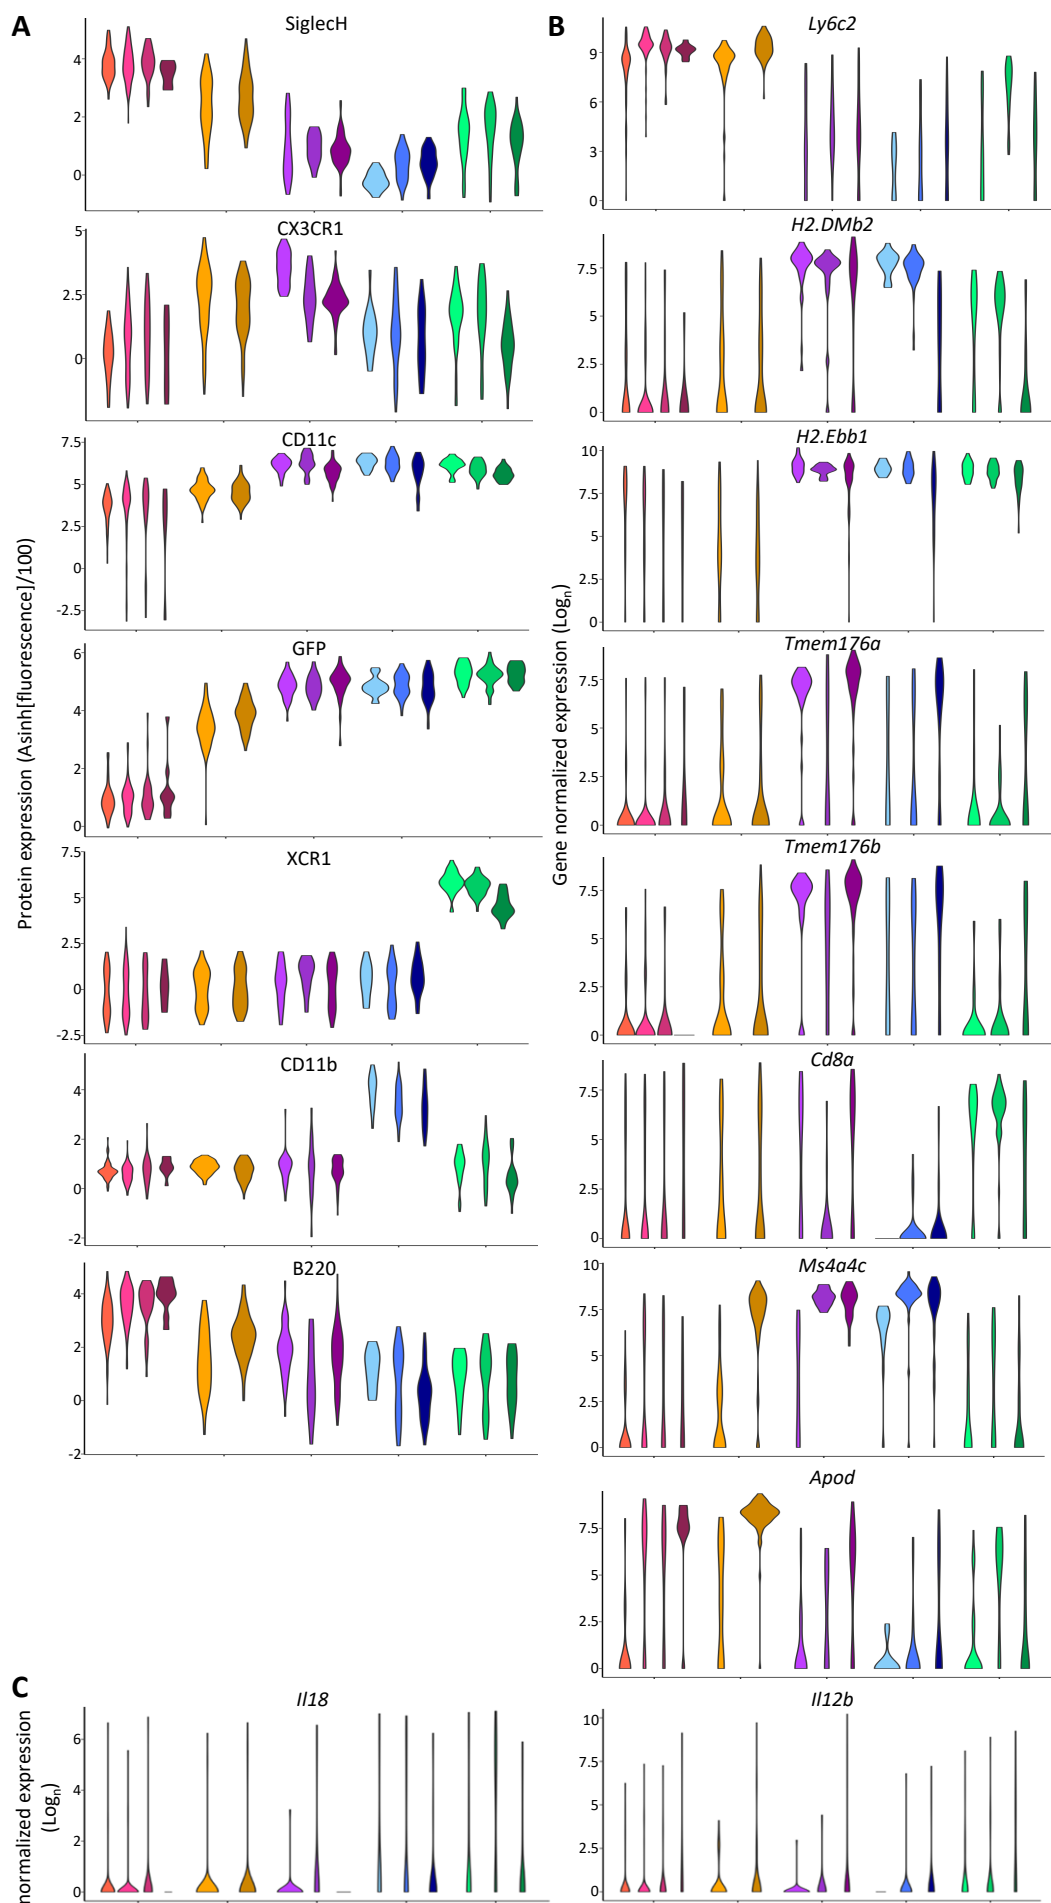 A
B
SiglecH
4
2
0
CX3CR1
5
2.5
0
CD11c
7.5
5
2.5
0
-2.5
GFP
6
4
2
0
XCR1
7.5
5
2.5
0
-2.5
CD11b
4
2
0
-2
B220
4
2
0
-2
Protein expression (Asinh[fluorescence]/100)
Ly6c2
9
6
3
0
H2.DMb2
7.5
5
2.5
0
H2.Ebb1
10
7.5
5
2.5
0
Tmem176a
7.5
5
2.5
0
Tmem176b
7.5
5
2.5
0
Cd8a
7.5
5
2.5
0
Ms4a4c
10
7.5
5
2.5
0
Apod
7.5
5
2.5
0
Gene normalized expression (Logn)
C
Il18
6
4
2
0
normalized expression
(Logn)
Il12b
10
7.5
5
2.5
0